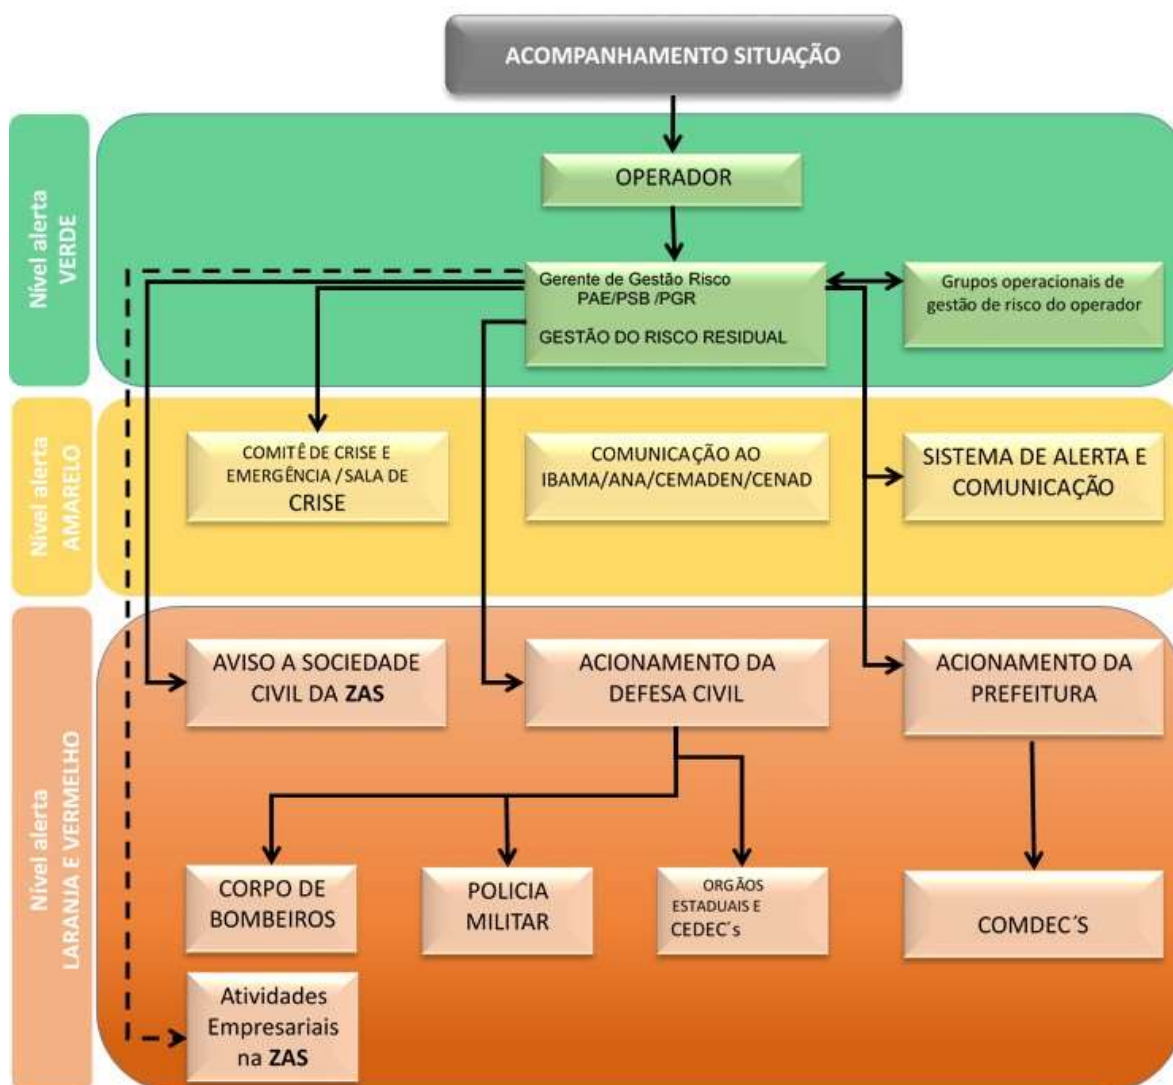 ACOMPANHAMENTO SITUAÇÃO
Nível alerta
VERDE
OPERADOR
Gerente de Gestão Risco
PAE/PSB /PGR
GESTÃO DO RISCO RESIDUAL
Grupos operacionais de
gestão de risco do operador
Nível alerta
AMARELO
COMITÊ DE CRISE E
EMERGÊNCIA / SALA DE
CRISE
COMUNICAÇÃO AO
IBAMA/ANA/CEMADEN/CENAD
SISTEMA DE ALERTA E
COMUNICAÇÃO
Nível alerta
LARANJA E VERMELHO
AVISO A SOCIEDADE
CIVIL DA ZAS
ACIONAMENTO DA
DEFESA CIVIL
ACIONAMENTO DA
PREFEITURA
CORPO DE
BOMBEIROS
POLICIA
MILITAR
ORGÃOS
ESTADUAIS E
CEDEC´s
COMDEC´S
Atividades
Empresariais
na ZAS